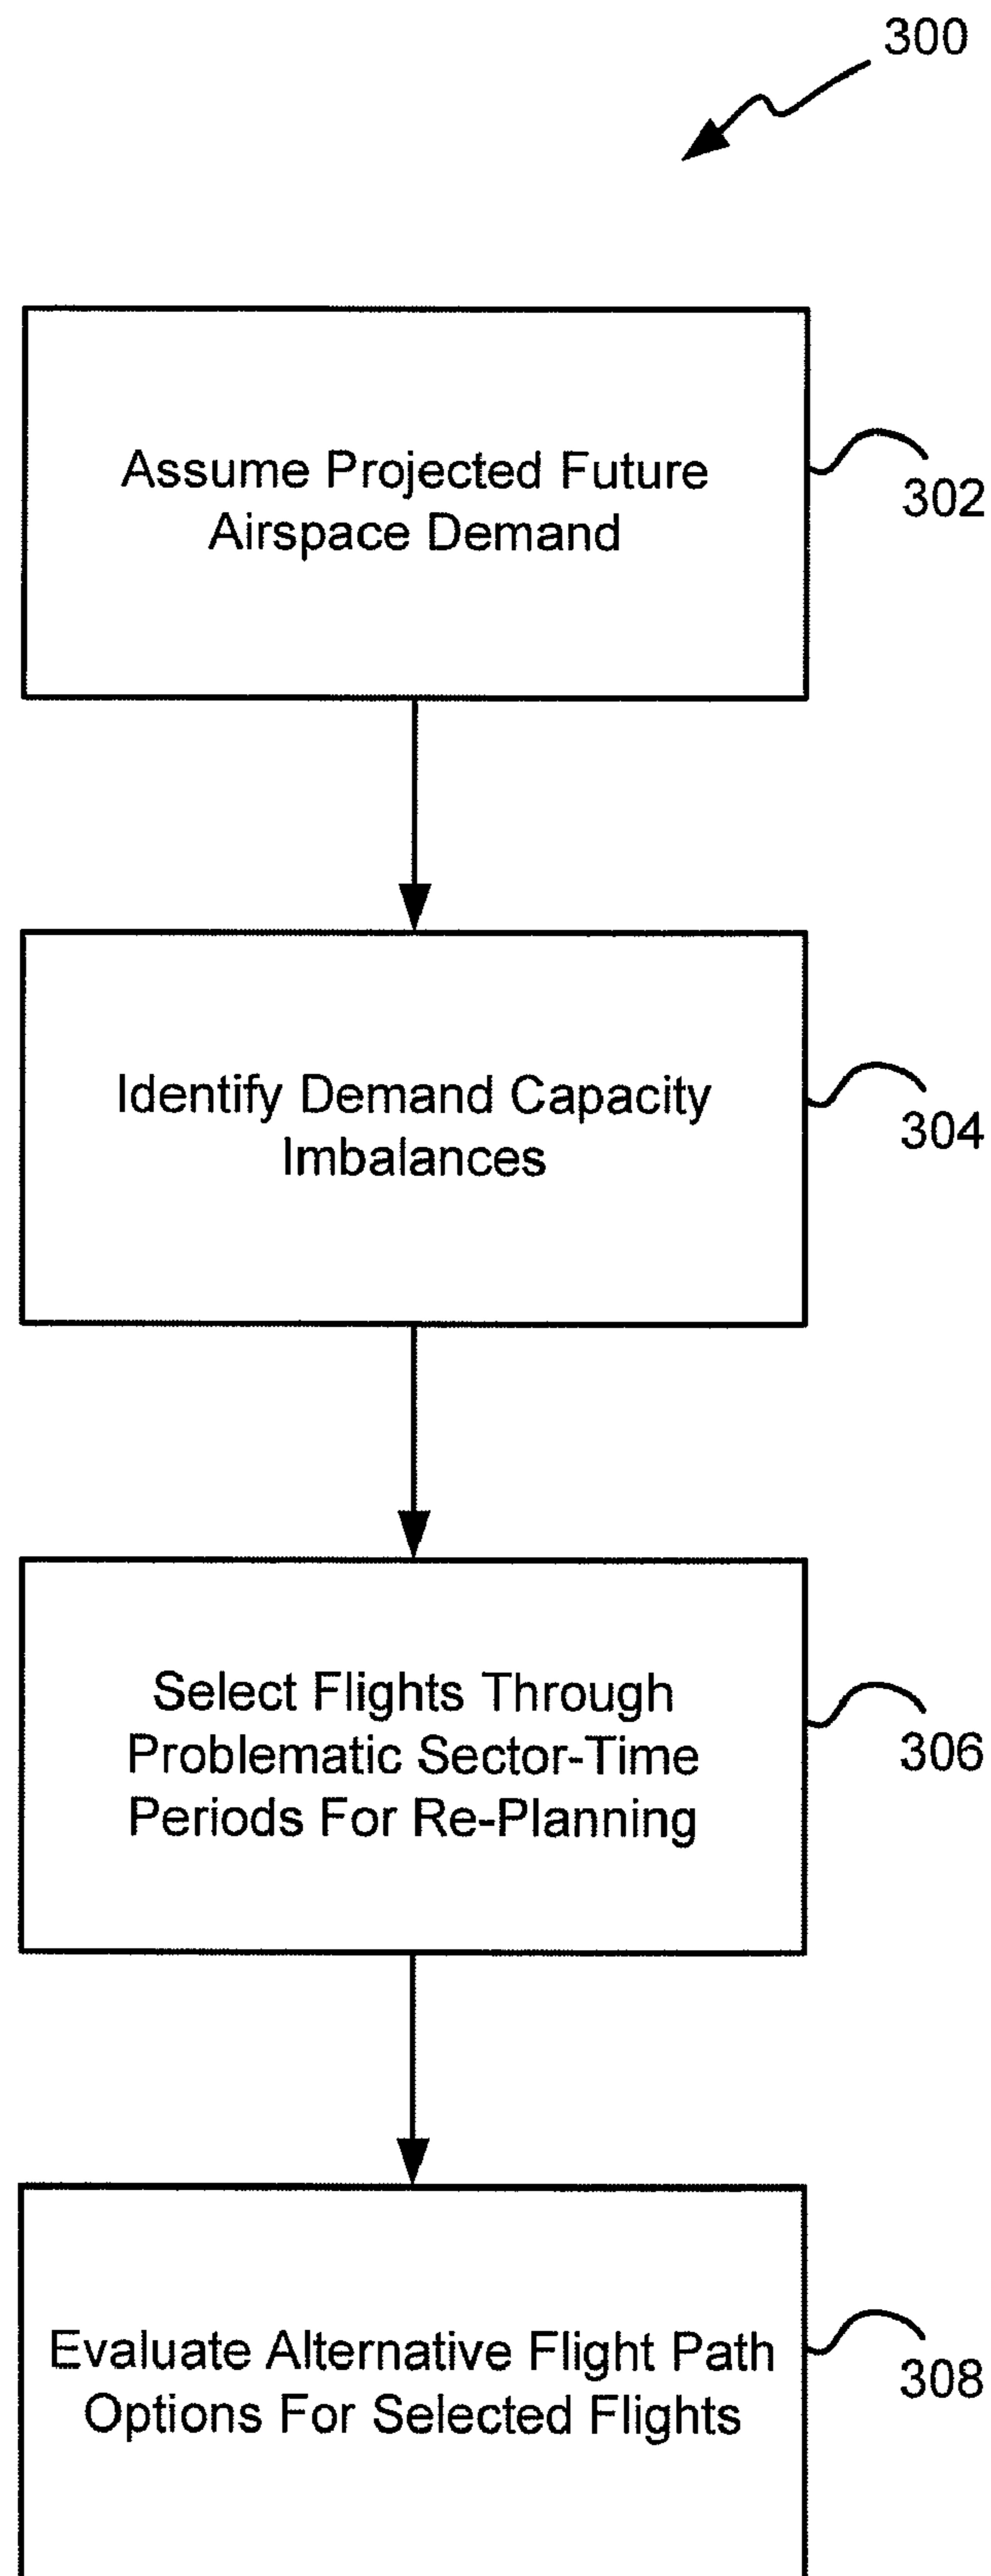 300
Assume Projected Future
Airspace Demand
302
Identify Demand Capacity
Imbalances
304
Select Flights Through
Problematic Sector-Time
Periods For Re-Planning
306
Evaluate Alternative Flight Path
Options For Selected Flights
308